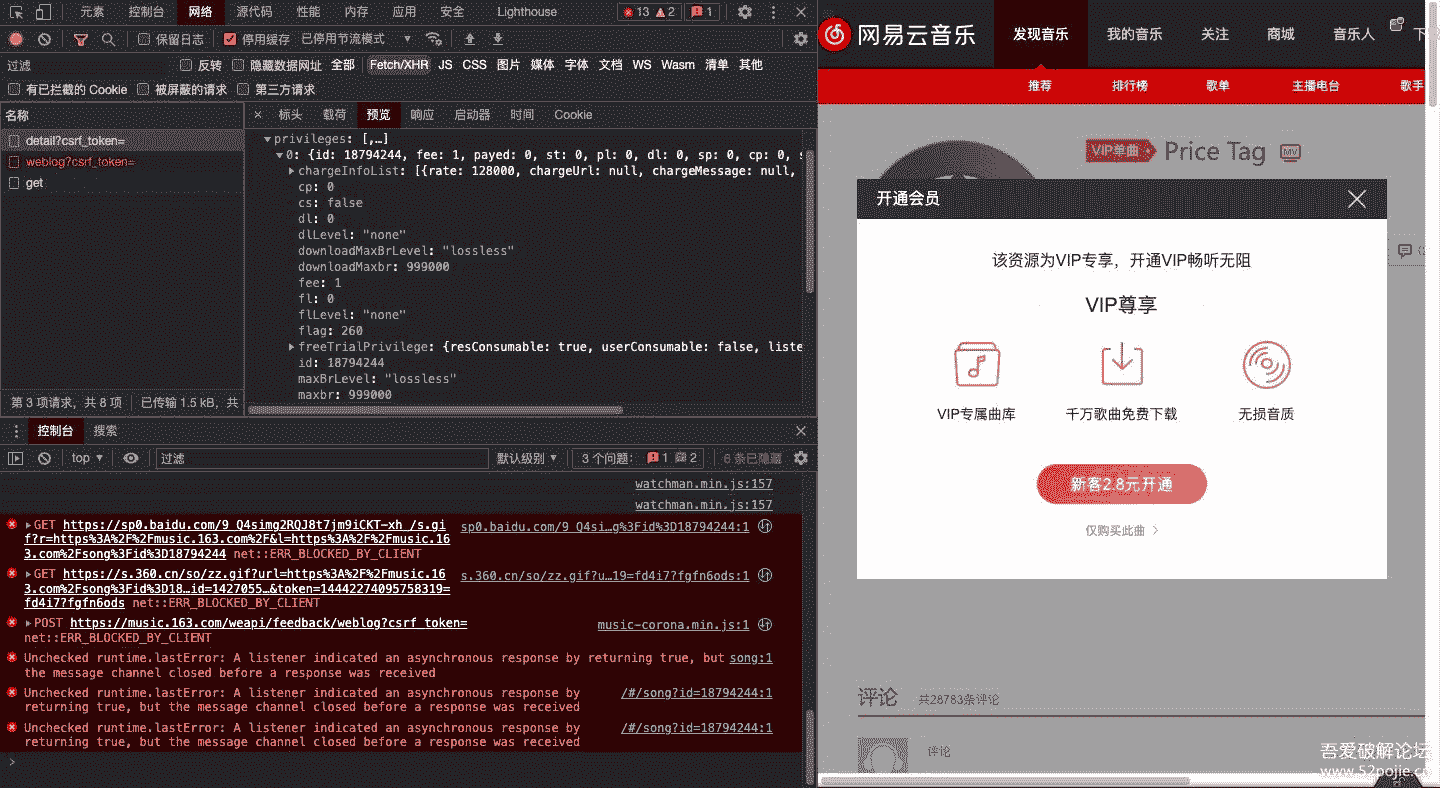 元素 控制台 网络 源代码 性能 内存 应用 安全 Lighthouse 13 2 1
保留日志 停用缓存 已停用节流模式
过滤 反转 隐藏数据网址 全部 Fetch/XHR JS CSS 图片 媒体 字体 文档 WS Wasm 清单 其他
有已拦截的 Cookie 被屏蔽的请求 第三方请求
名称
detail?csrf_token=
weblog?csrf_token=
get
第 3 项请求，共 8 项 已传输 1.5 kB，共
标头 载荷 预览 响应 启动器 时间 Cookie
privileges: [,…]
0: {id: 18794244, fee: 1, payed: 0, st: 0, pl: 0, dl: 0, sp: 0, cp: 0, s
chargeInfoList: [{rate: 128000, chargeUrl: null, chargeMessage: null,
cp: 0
cs: false
dl: 0
dlLevel: "none"
downloadMaxBrLevel: "lossless"
downloadMaxbr: 999000
fee: 1
fl: 0
flLevel: "none"
flag: 260
freeTrialPrivilege: {resConsumable: true, userConsumable: false, liste
id: 18794244
maxBrLevel: "lossless"
maxbr: 999000
控制台 搜索
top 过滤 默认级别 3 个问题: 1 2 6 条已隐藏
watchman.min.js:157
watchman.min.js:157
GET https://sp0.baidu.com/9_Q4simg2RQJ8t7jm9iCKT-xh_/s.gi sp0.baidu.com/9_Q4si…g%3Fid%3D18794244:1
f?r=https%3A%2F%2Fmusic.163.com%2F&l=https%3A%2F%2Fmusic.16
3.com%2Fsong%3Fid%3D18794244 net::ERR_BLOCKED_BY_CLIENT
GET https://s.360.cn/so/zz.gif?url=https%3A%2F%2Fmusic.16 s.360.cn/so/zz.gif?u…19=fd4i7?fgfn6ods:1
3.com%2Fsong%3Fid%3D18…id=1427055…&token=14442274095758319=
fd4i7?fgfn6ods net::ERR_BLOCKED_BY_CLIENT
POST https://music.163.com/weapi/feedback/weblog?csrf_token= music-corona.min.js:1
net::ERR_BLOCKED_BY_CLIENT
Unchecked runtime.lastError: A listener indicated an asynchronous response by returning true, but song:1
the message channel closed before a response was received
Unchecked runtime.lastError: A listener indicated an asynchronous response by /#/song?id=18794244:1
returning true, but the message channel closed before a response was received
Unchecked runtime.lastError: A listener indicated an asynchronous response by /#/song?id=18794244:1
returning true, but the message channel closed before a response was received
网易云音乐 发现音乐 我的音乐 关注 商城 音乐人 下
推荐 排行榜 歌单 主播电台 歌手
VIP单曲 Price Tag MV
开通会员
该资源为VIP专享，开通VIP畅听无阻
VIP尊享
VIP专属曲库 千万歌曲免费下载 无损音质
新客2.8元开通
仅购买此曲
评论 共28783条评论
评论
吾爱破解论坛
www.52pojie.cn